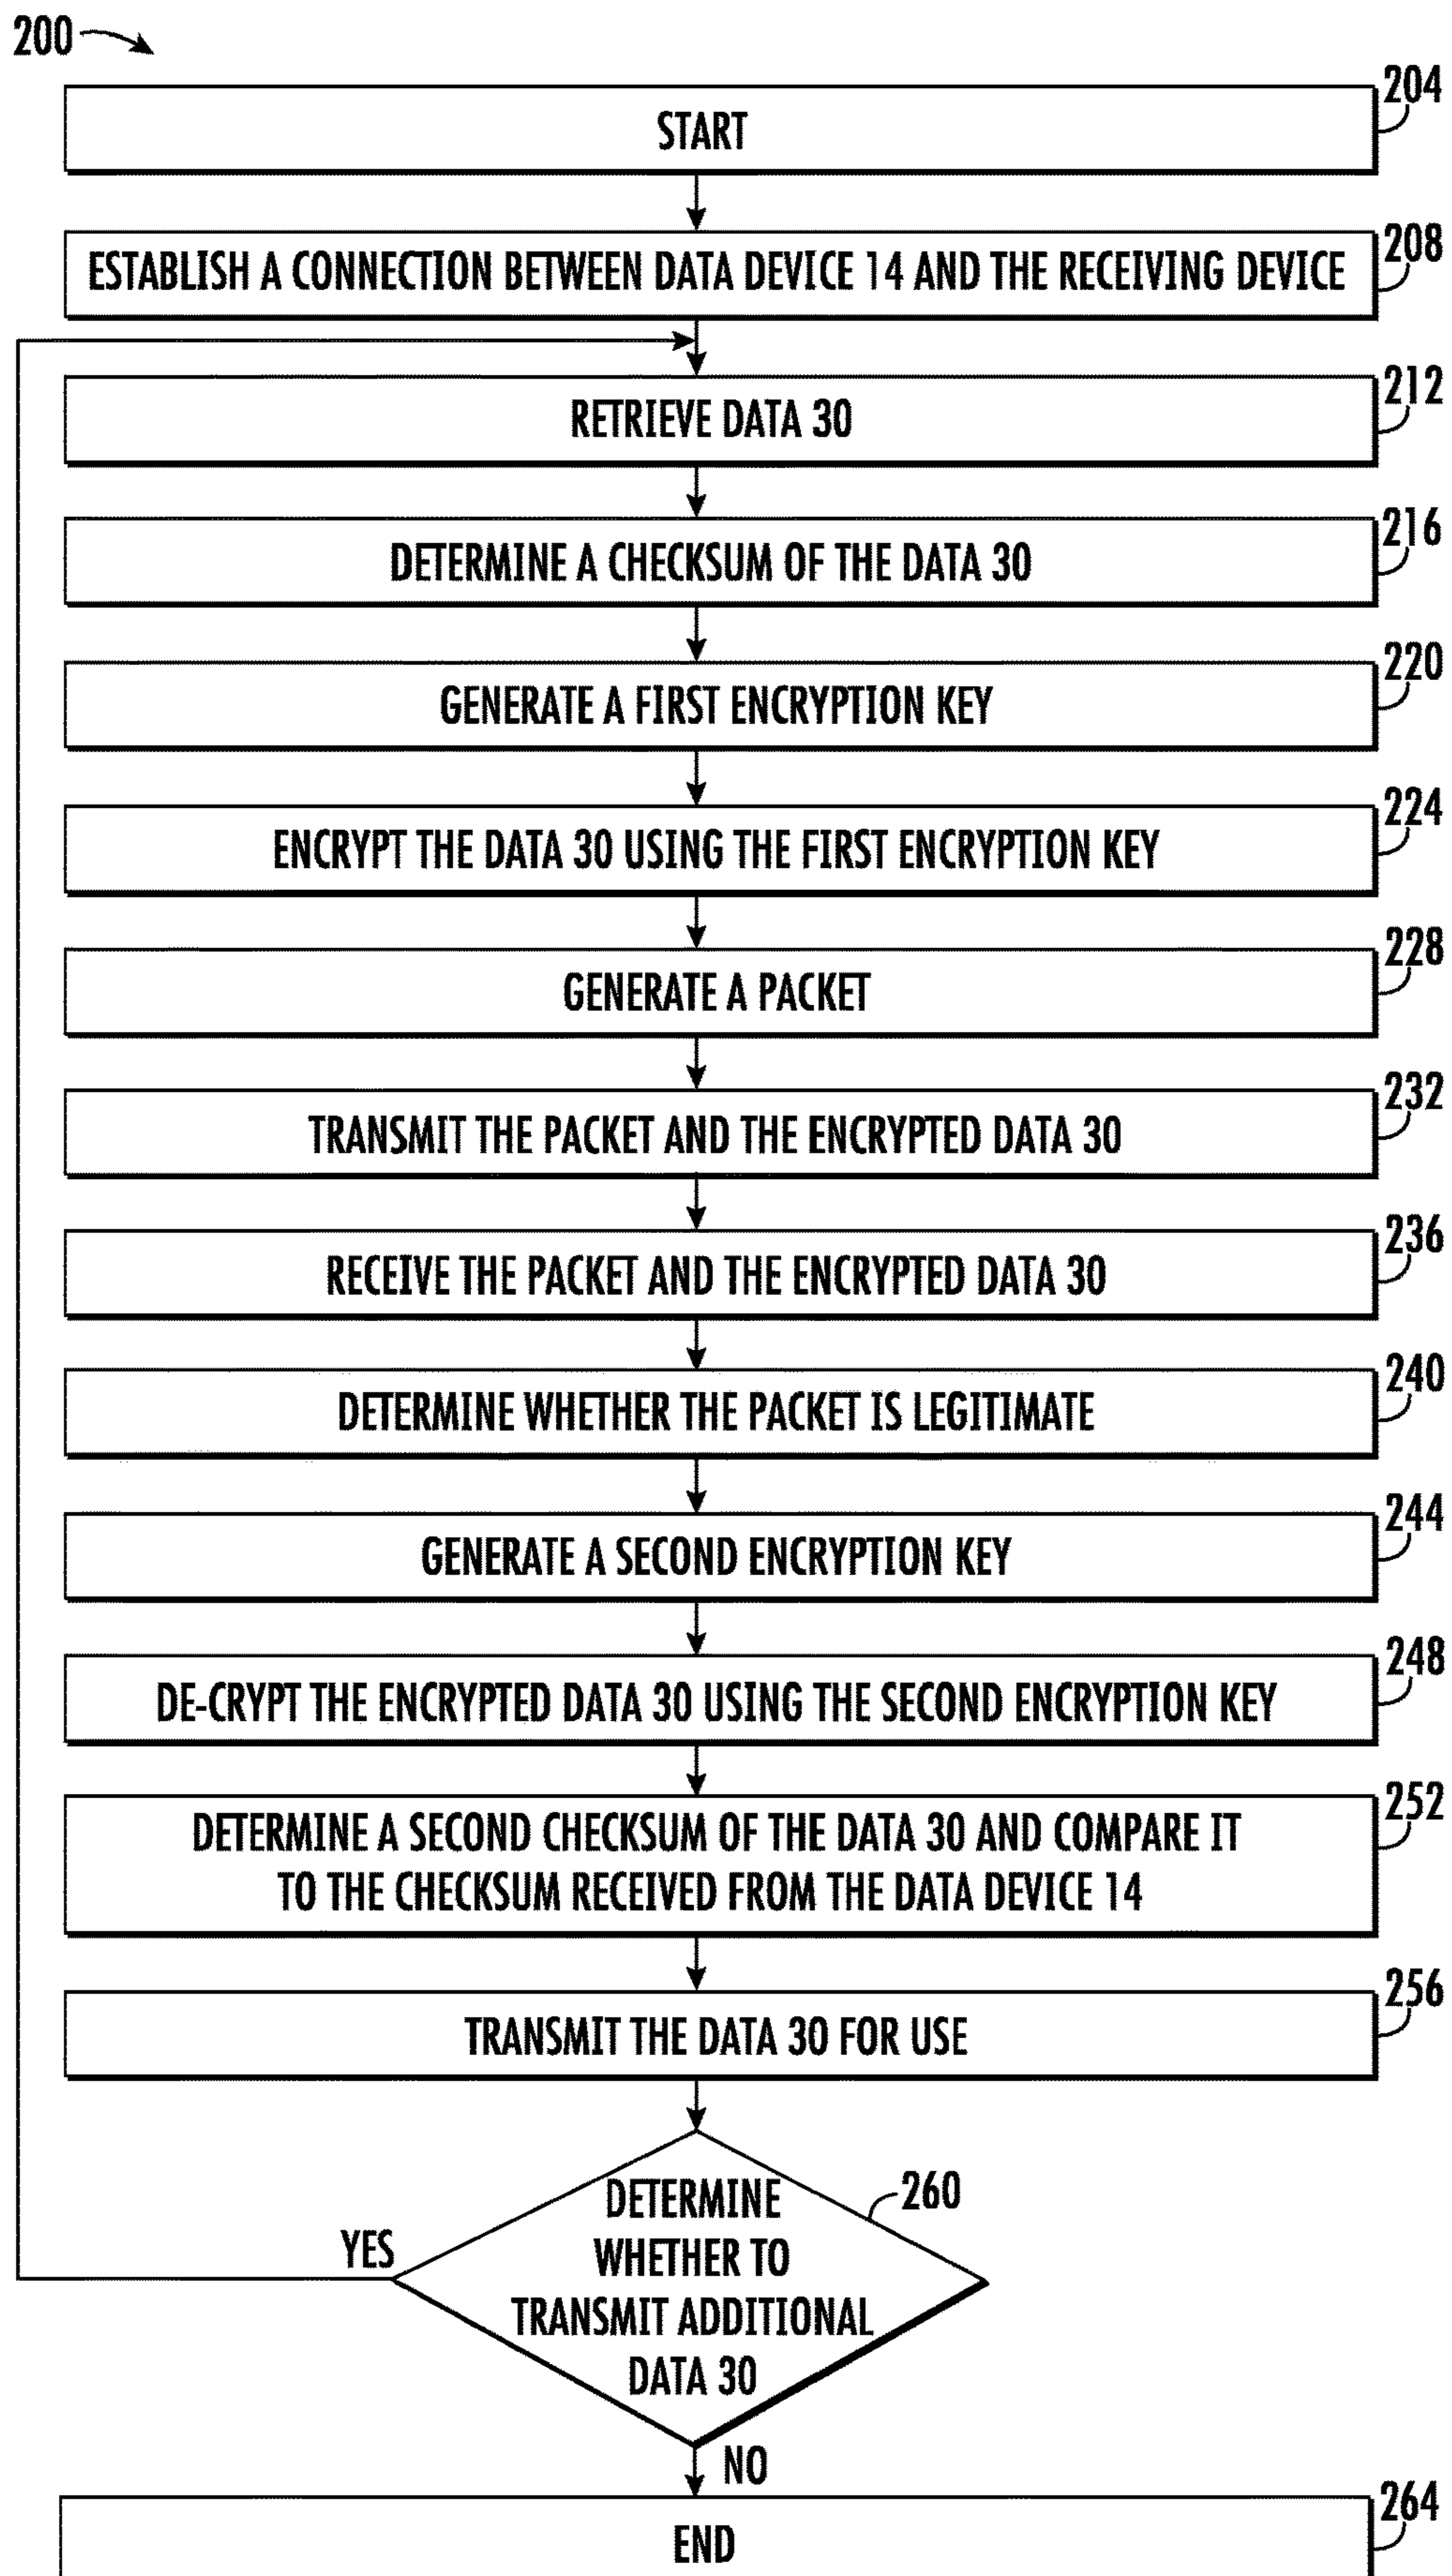 200
204
START
208
ESTABLISH A CONNECTION BETWEEN DATA DEVICE 14 AND THE RECEIVING DEVICE
212
RETRIEVE DATA 30
216
DETERMINE A CHECKSUM OF THE DATA 30
220
GENERATE A FIRST ENCRYPTION KEY
224
ENCRYPT THE DATA 30 USING THE FIRST ENCRYPTION KEY
228
GENERATE A PACKET
232
TRANSMIT THE PACKET AND THE ENCRYPTED DATA 30
236
RECEIVE THE PACKET AND THE ENCRYPTED DATA 30
240
DETERMINE WHETHER THE PACKET IS LEGITIMATE
244
GENERATE A SECOND ENCRYPTION KEY
248
DE-CRYPT THE ENCRYPTED DATA 30 USING THE SECOND ENCRYPTION KEY
252
DETERMINE A SECOND CHECKSUM OF THE DATA 30 AND COMPARE IT
TO THE CHECKSUM RECEIVED FROM THE DATA DEVICE 14
256
TRANSMIT THE DATA 30 FOR USE
260
DETERMINE
WHETHER TO
TRANSMIT ADDITIONAL
DATA 30
YES
NO
264
END